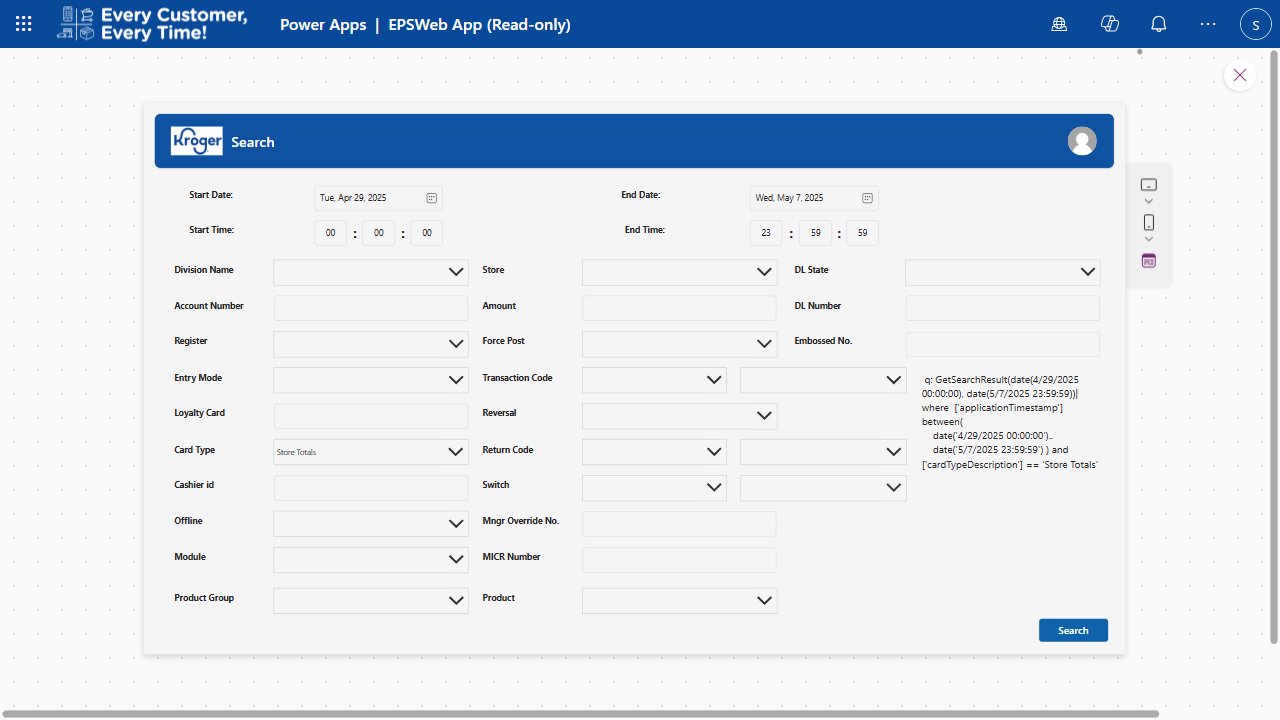 Every Customer,
Every Time!
Power Apps | EPSWeb App (Read-only)
S
Kroger
Search
Start Date:
Tue, Apr 29, 2025
End Date:
Wed, May 7, 2025
Start Time:
00 : 00 : 00
End Time:
23 : 59 : 59
Division Name
Store
DL State
Account Number
Amount
DL Number
Register
Force Post
Embossed No.
Entry Mode
Transaction Code
q: GetSearchResult(date(4/29/2025
00:00:00), date(5/7/2025 23:59:59))|
where ['applicationTimestamp']
between(
date('4/29/2025 00:00:00')..
date('5/7/2025 23:59:59') ) and
['cardTypeDescription'] == 'Store Totals'
Loyalty Card
Reversal
Card Type
Store Totals
Return Code
Cashier id
Switch
Offline
Mngr Override No.
Module
MICR Number
Product Group
Product
Search